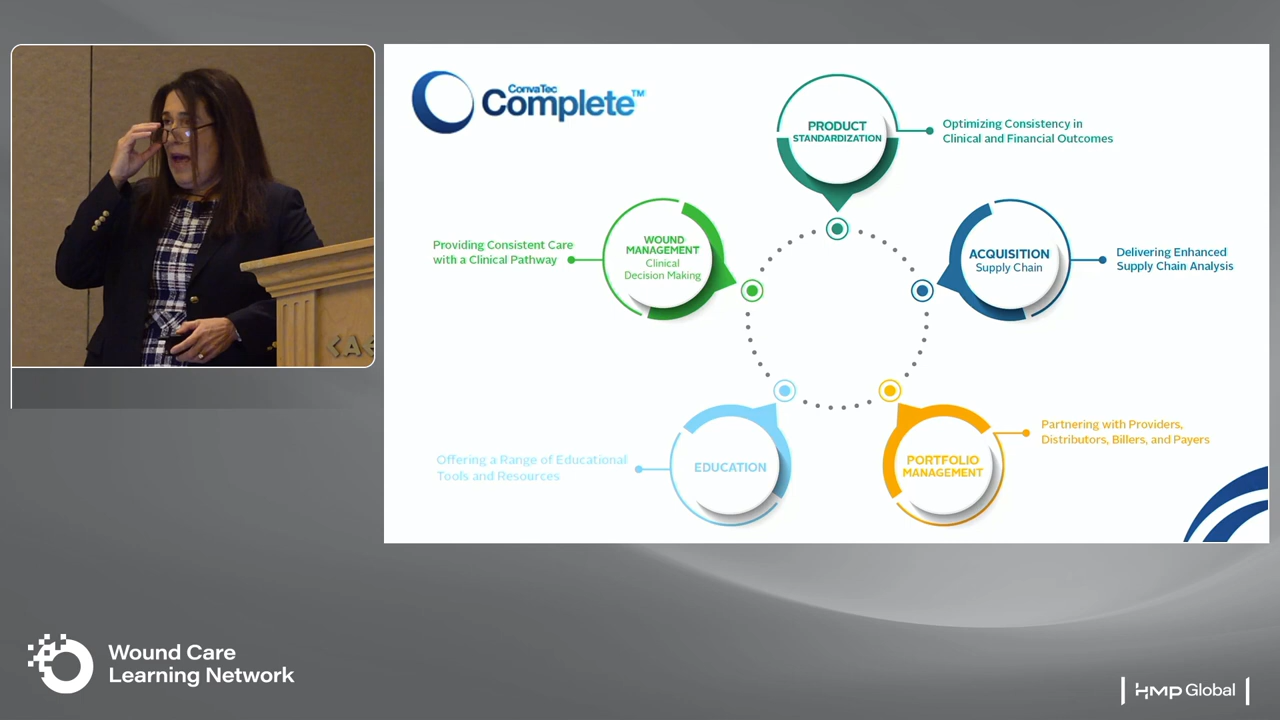 ConvaTec
Complete™
PRODUCT
STANDARDIZATION
Optimizing Consistency in
Clinical and Financial Outcomes
WOUND
MANAGEMENT
Clinical
Decision Making
Providing Consistent Care
with a Clinical Pathway
ACQUISITION
Supply Chain
Delivering Enhanced
Supply Chain Analysis
EDUCATION
Offering a Range of Educational
Tools and Resources
PORTFOLIO
MANAGEMENT
Partnering with Providers,
Distributors, Billers, and Payers
Wound Care
Learning Network
HMP Global